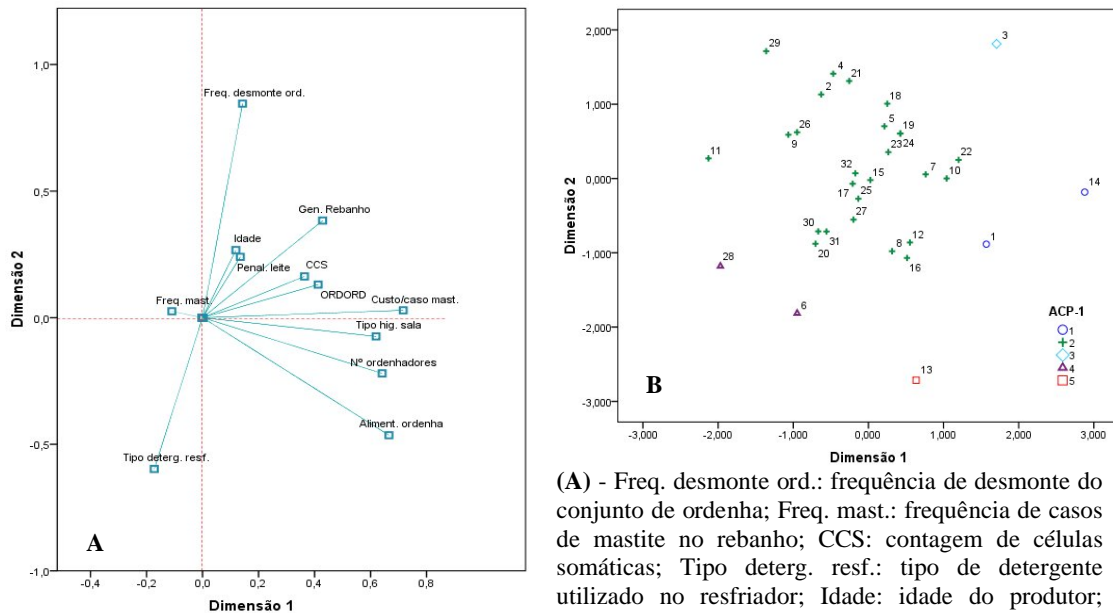 1,0
0,5
0,0
-0,5
-1,0
Dimensão 2
Freq. desmonte ord.
Gen. Rebanho
Idade
Penal. leite
CCS
ORDORD
Freq. mast.
Custo/caso mast.
Tipo hig. sala
Nº ordenhadores
Aliment. ordenha
Tipo deterg. resf.
A
-0,4
-0,2
0,0
0,2
0,4
0,6
0,8
Dimensão 1
2,000
1,000
0,000
-1,000
-2,000
-3,000
Dimensão 2
3
29
4
21
2
18
5
19
26
9
23
24
11
22
32
15
7
10
14
17
25
27
30
12
1
31
8
20
16
28
6
13
ACP-1
1
2
3
4
5
B
-3,000
-2,000
-1,000
0,000
1,000
2,000
3,000
Dimensão 1
(A) - Freq. desmonte ord.: frequência de desmonte do
conjunto de ordenha; Freq. mast.: frequência de casos
de mastite no rebanho; CCS: contagem de células
somáticas; Tipo deterg. resf.: tipo de detergente
utilizado no resfriador; Idade: idade do produtor;